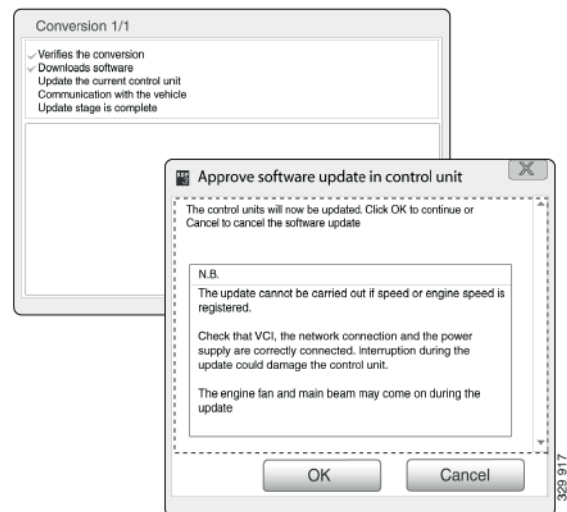 Conversion 1/1
Verifies the conversion
Downloads software
Update the current control unit
Communication with the vehicle
Update stage is complete
Approve software update in control unit
The control units will now be updated. Click OK to continue or
Cancel to cancel the software update
N.B.
The update cannot be carried out if speed or engine speed is
registered.
Check that VCI, the network connection and the power
supply are correctly connected. Interruption during the
update could damage the control unit.
The engine fan and main beam may come on during the
update
OK
Cancel
329 917